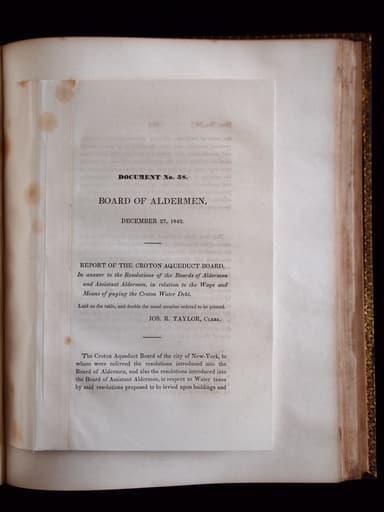 DOCUMENT No. 58.
BOARD OF ALDERMEN,
DECEMBER 27, 1842.
REPORT OF THE CROTON AQUEDUCT BOARD,
In answer to the Resolutions of the Boards of Aldermen
and Assistant Aldermen, in relation to the Ways and
Means of paying the Croton Water Debt.
Laid on the table, and double the usual number ordered to be printed.
JOS. R. TAYLOR, Clerk.
The Croton Aqueduct Board of the city of New-York, to
whom were referred the resolutions introduced into the
Board of Aldermen, and also the resolutions introduced into
the Board of Assistant Aldermen, in respect to Water taxes
by said resolutions proposed to be levied upon buildings and